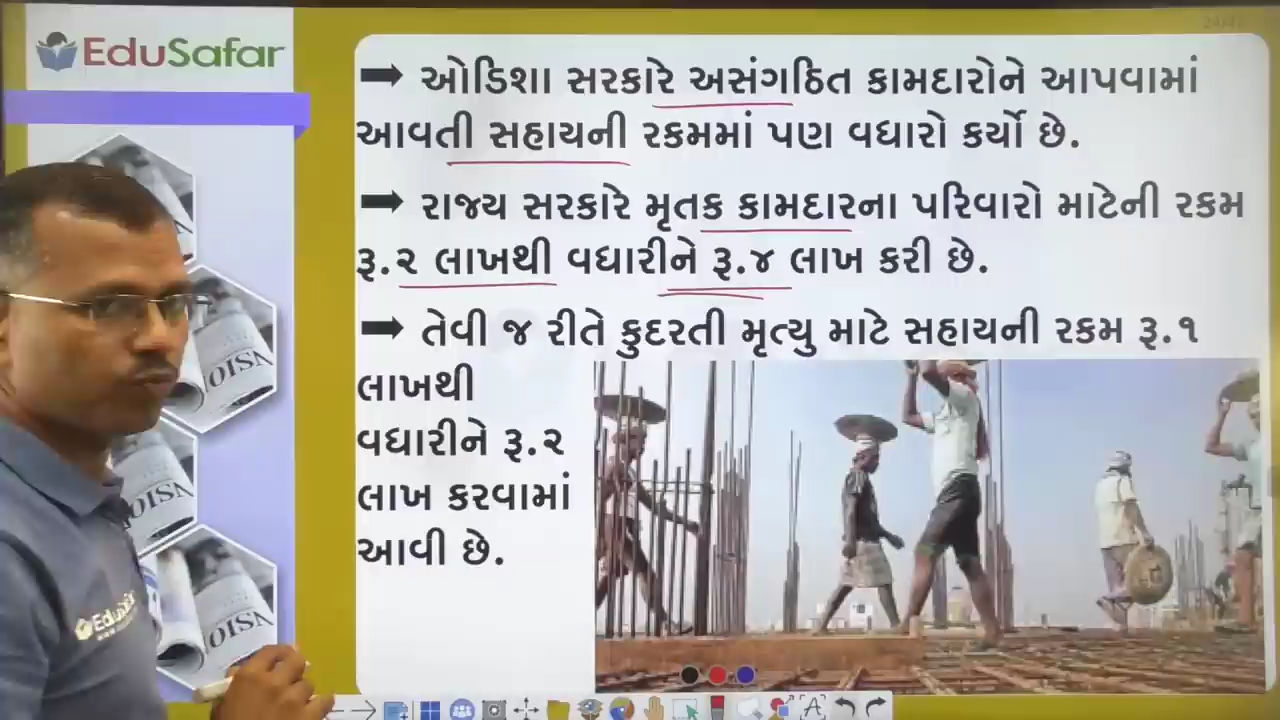 EduSafar
➡ ઓડિશા સરકારે અસંગઠિત કામદારોને આપવામાં
આવતી સહાયની રકમમાં પણ વધારો કર્યો છે.
➡ રાજ્ય સરકારે મૃતક કામદારના પરિવારો માટેની રકમ
રૂ.૨ લાખથી વધારીને રૂ.૪ લાખ કરી છે.
➡ તેવી જ રીતે કુદરતી મૃત્યુ માટે સહાયની રકમ રૂ.૧
લાખથી
વધારીને રૂ.૨
લાખ કરવામાં
આવી છે.